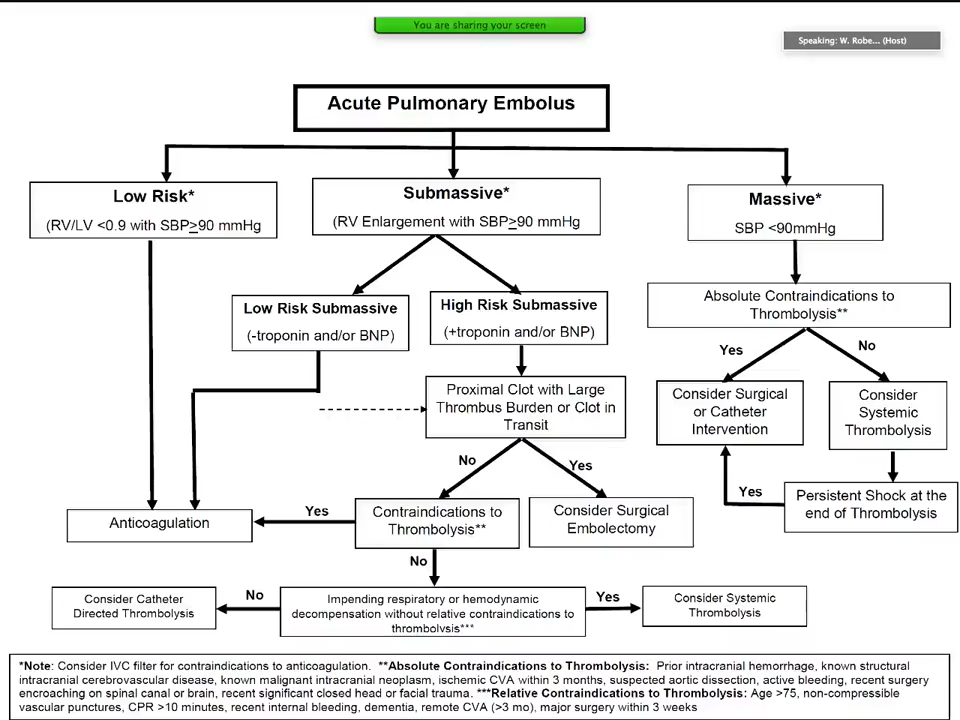 You are sharing your screen
Speaking: W. Robe... (Host)
Acute Pulmonary Embolus
Low Risk*
(RV/LV <0.9 with SBP≥90 mmHg
Submassive*
(RV Enlargement with SBP≥90 mmHg
Massive*
SBP <90mmHg
Low Risk Submassive
(-troponin and/or BNP)
High Risk Submassive
(+troponin and/or BNP)
Absolute Contraindications to
Thrombolysis**
Yes
No
Proximal Clot with Large
Thrombus Burden or Clot in
Transit
Consider Surgical
or Catheter
Intervention
Consider
Systemic
Thrombolysis
No
Yes
Yes
Persistent Shock at the
end of Thrombolysis
Anticoagulation
Yes
Contraindications to
Thrombolysis**
Consider Surgical
Embolectomy
No
Consider Catheter
Directed Thrombolysis
No
Impending respiratory or hemodynamic
decompensation without relative contraindications to
thrombolysis***
Yes
Consider Systemic
Thrombolysis
*Note: Consider IVC filter for contraindications to anticoagulation. **Absolute Contraindications to Thrombolysis: Prior intracranial hemorrhage, known structural
intracranial cerebrovascular disease, known malignant intracranial neoplasm, ischemic CVA within 3 months, suspected aortic dissection, active bleeding, recent surgery
encroaching on spinal canal or brain, recent significant closed head or facial trauma. ***Relative Contraindications to Thrombolysis: Age >75, non-compressible
vascular punctures, CPR >10 minutes, recent internal bleeding, dementia, remote CVA (>3 mo), major surgery within 3 weeks